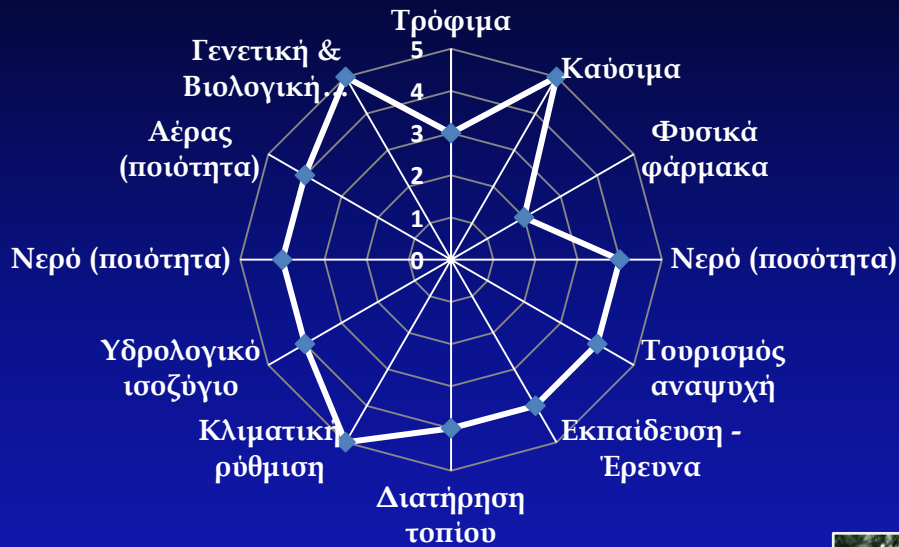 Τρόφιμα
Καύσιμα
Φυσικά
φάρμακα
Νερό (ποσότητα)
Τουρισμός
αναψυχή
Εκπαίδευση -
Έρευνα
Διατήρηση
τοπίου
Κλιματική
ρύθμιση
Υδρολογικό
ισοζύγιο
Νερό (ποιότητα)
Αέρας
(ποιότητα)
Γενετική &
Βιολογική…
5
4
3
2
1
0